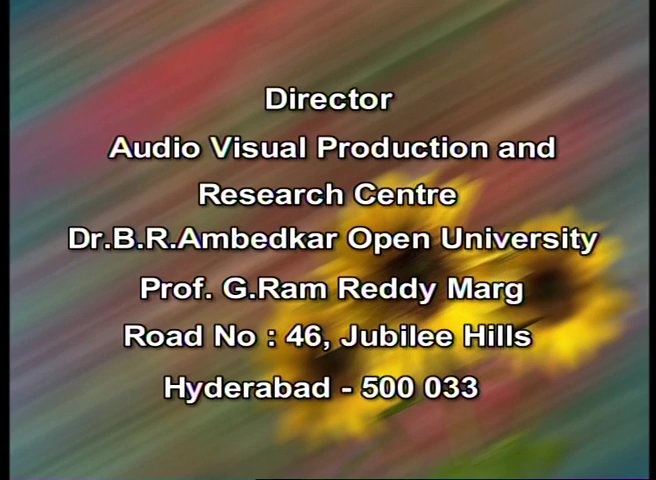 Director
Audio Visual Production and
Research Centre
Dr.B.R.Ambedkar Open University
Prof. G.Ram Reddy Marg
Road No : 46, Jubilee Hills
Hyderabad - 500 033